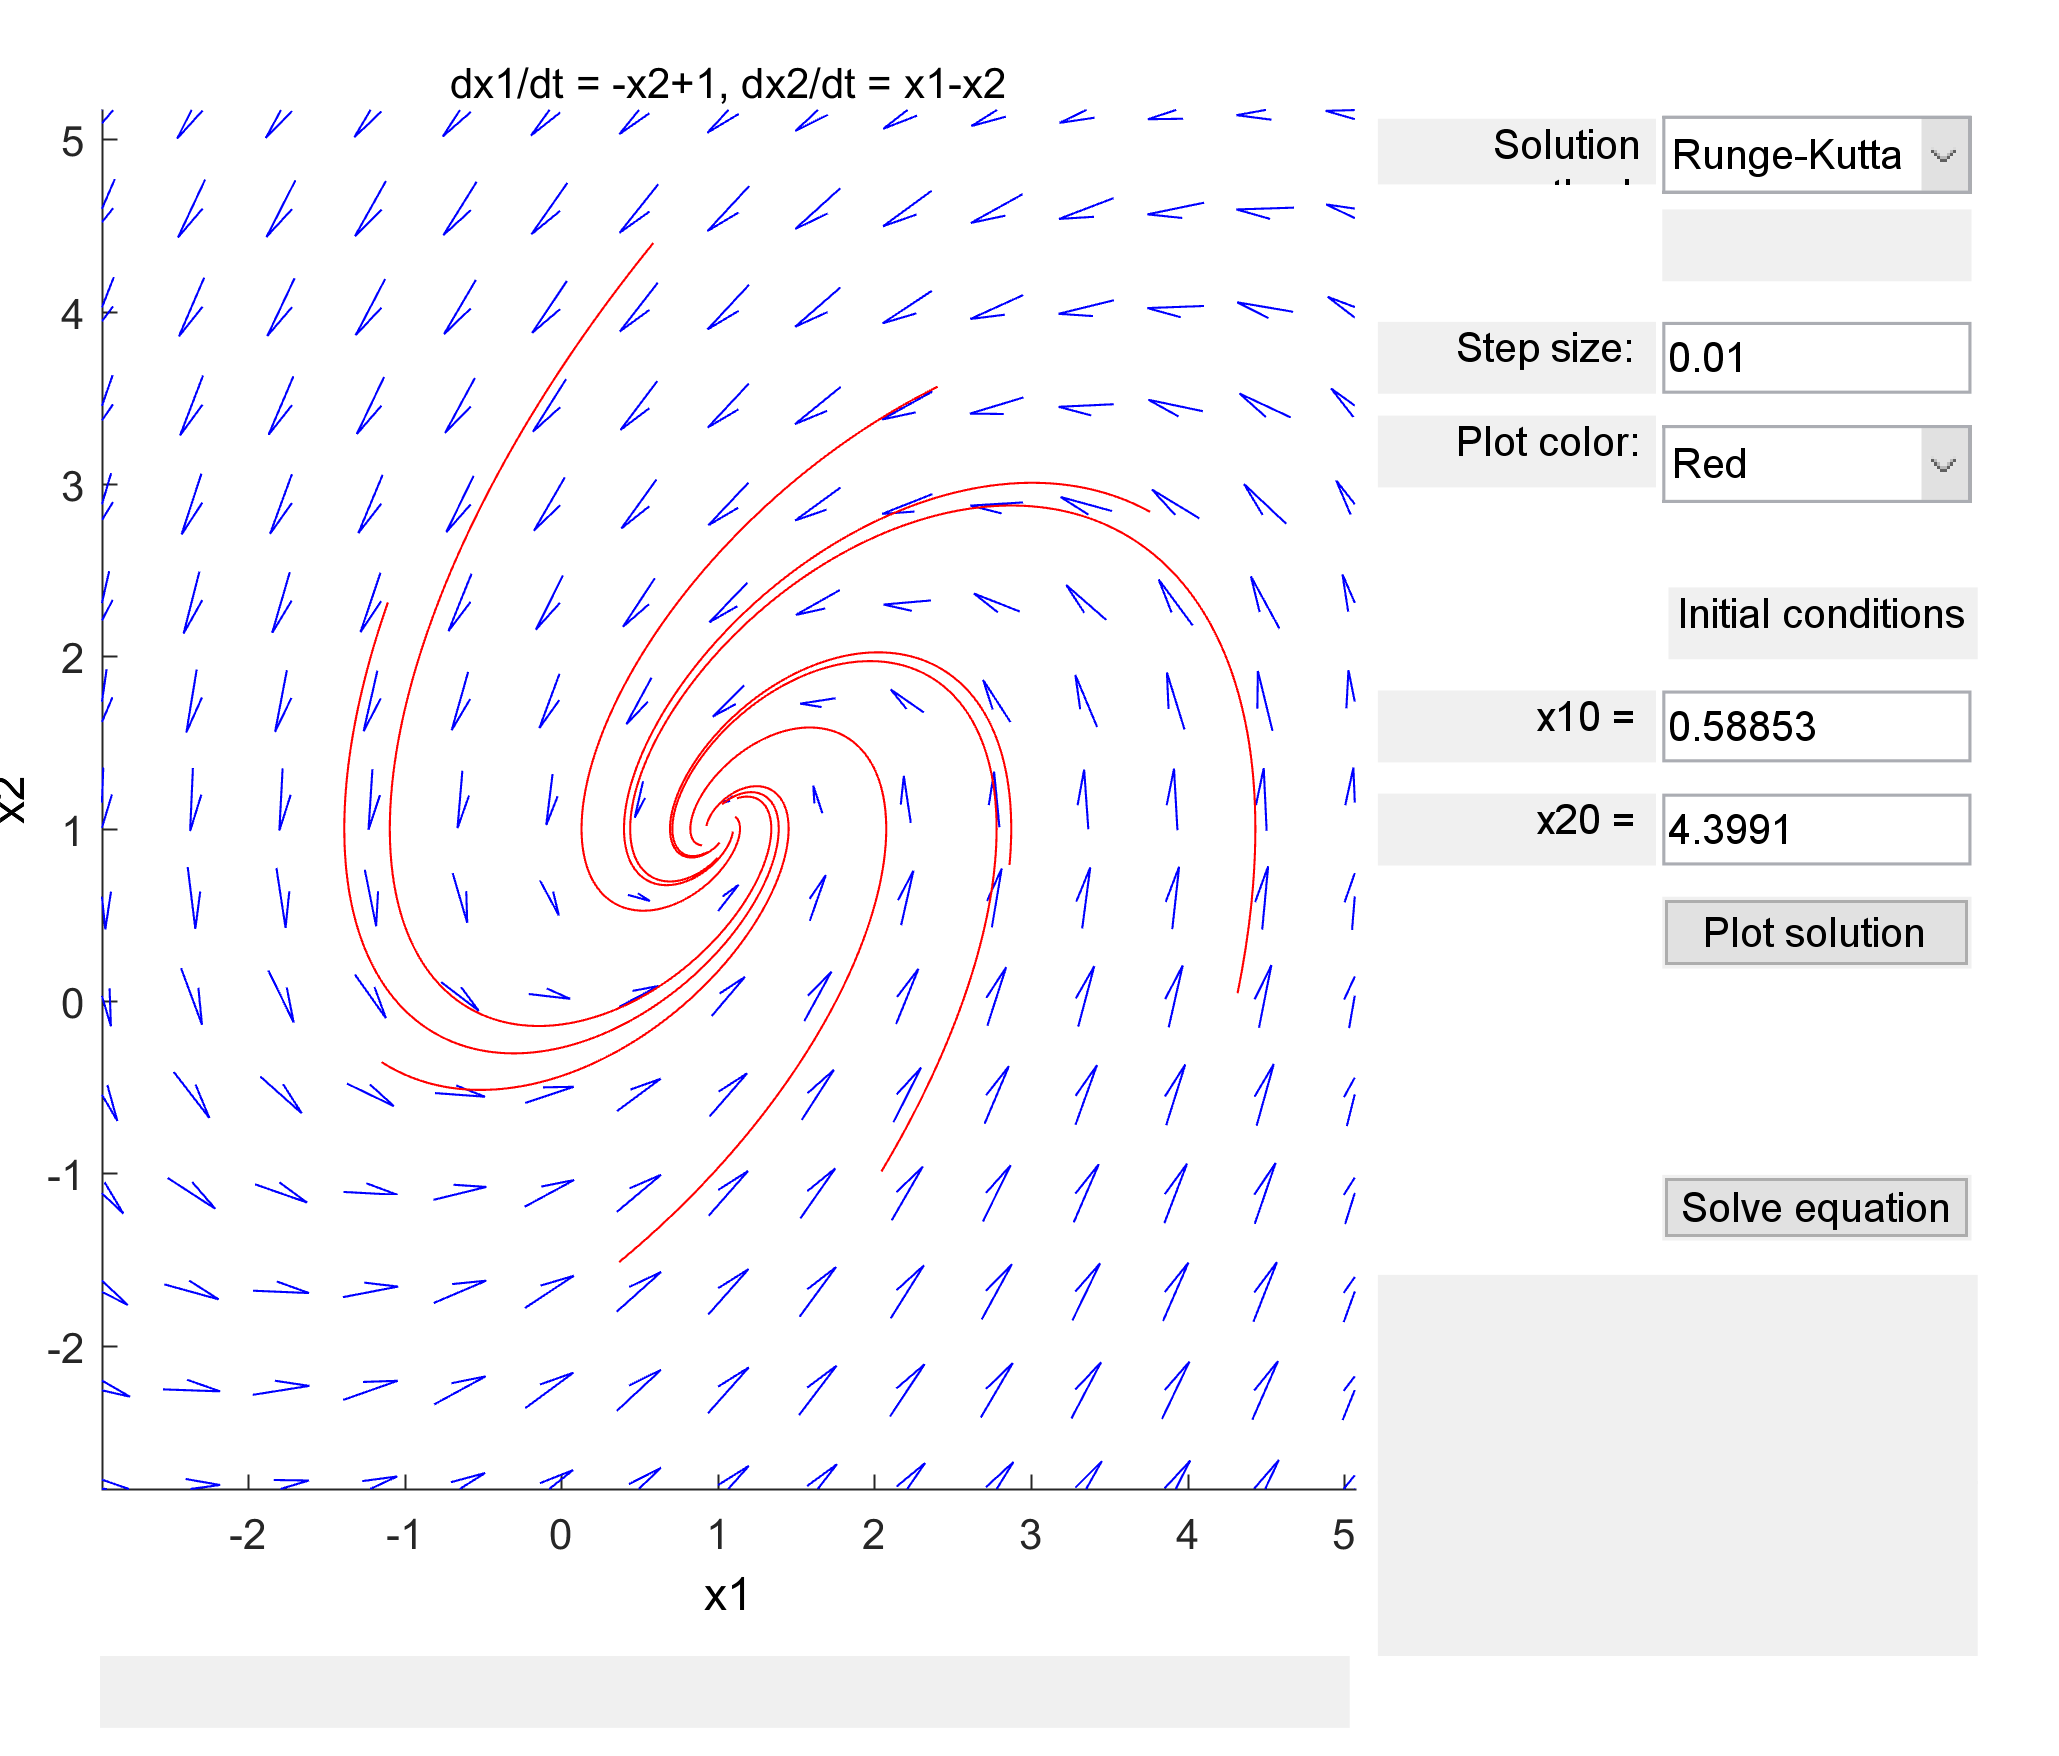 dx1/dt = -x2+1, dx2/dt = x1-x2
5
4
3
2
1
0
-1
-2
x2
-2 -1 0 1 2 3 4 5
x1
Solution
Runge-Kutta
Step size:
0.01
Plot color:
Red
Initial conditions
x10 =
0.58853
x20 =
4.3991
Plot solution
Solve equation